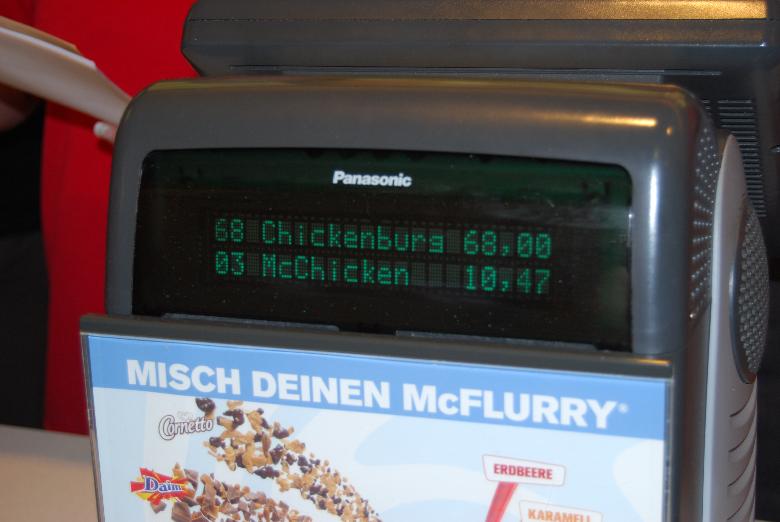 Panasonic
68 Chickenburg 68,00
03 McChicken 10,47
MISCH DEINEN McFLURRY®
Cornetto
Daim
ERDBEERE
KARAMELL